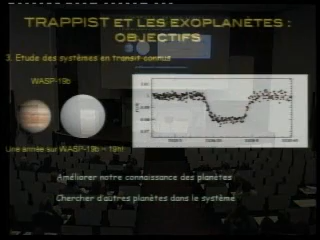 TRAPPIST ET LES EXOPLANÈTES :
OBJECTIFS
3. Etude des systèmes en transit connus
WASP-19b
Une année sur WASP-19b = 19h!
Améliorer notre connaissance des planètes
Chercher d'autres planètes dans le système